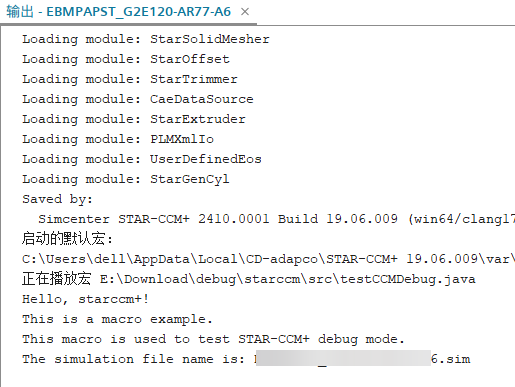 输出 - EBMPAPST_G2E120-AR77-A6 ×
Loading module: StarSolidMesher
Loading module: StarOffset
Loading module: StarTrimmer
Loading module: CaeDataSource
Loading module: StarExtruder
Loading module: PLMXmlIo
Loading module: UserDefinedEos
Loading module: StarGenCyl
Saved by:
Simcenter STAR-CCM+ 2410.0001 Build 19.06.009 (win64/clang17
启动的默认宏:
C:\Users\dell\AppData\Local\CD-adapco\STAR-CCM+ 19.06.009\var\
正在播放宏 E:\Download\debug\starccm\src\testCCMDebug.java
Hello, starccm+!
This is a macro example.
This macro is used to test STAR-CCM+ debug mode.
The simulation file name is: 6.sim